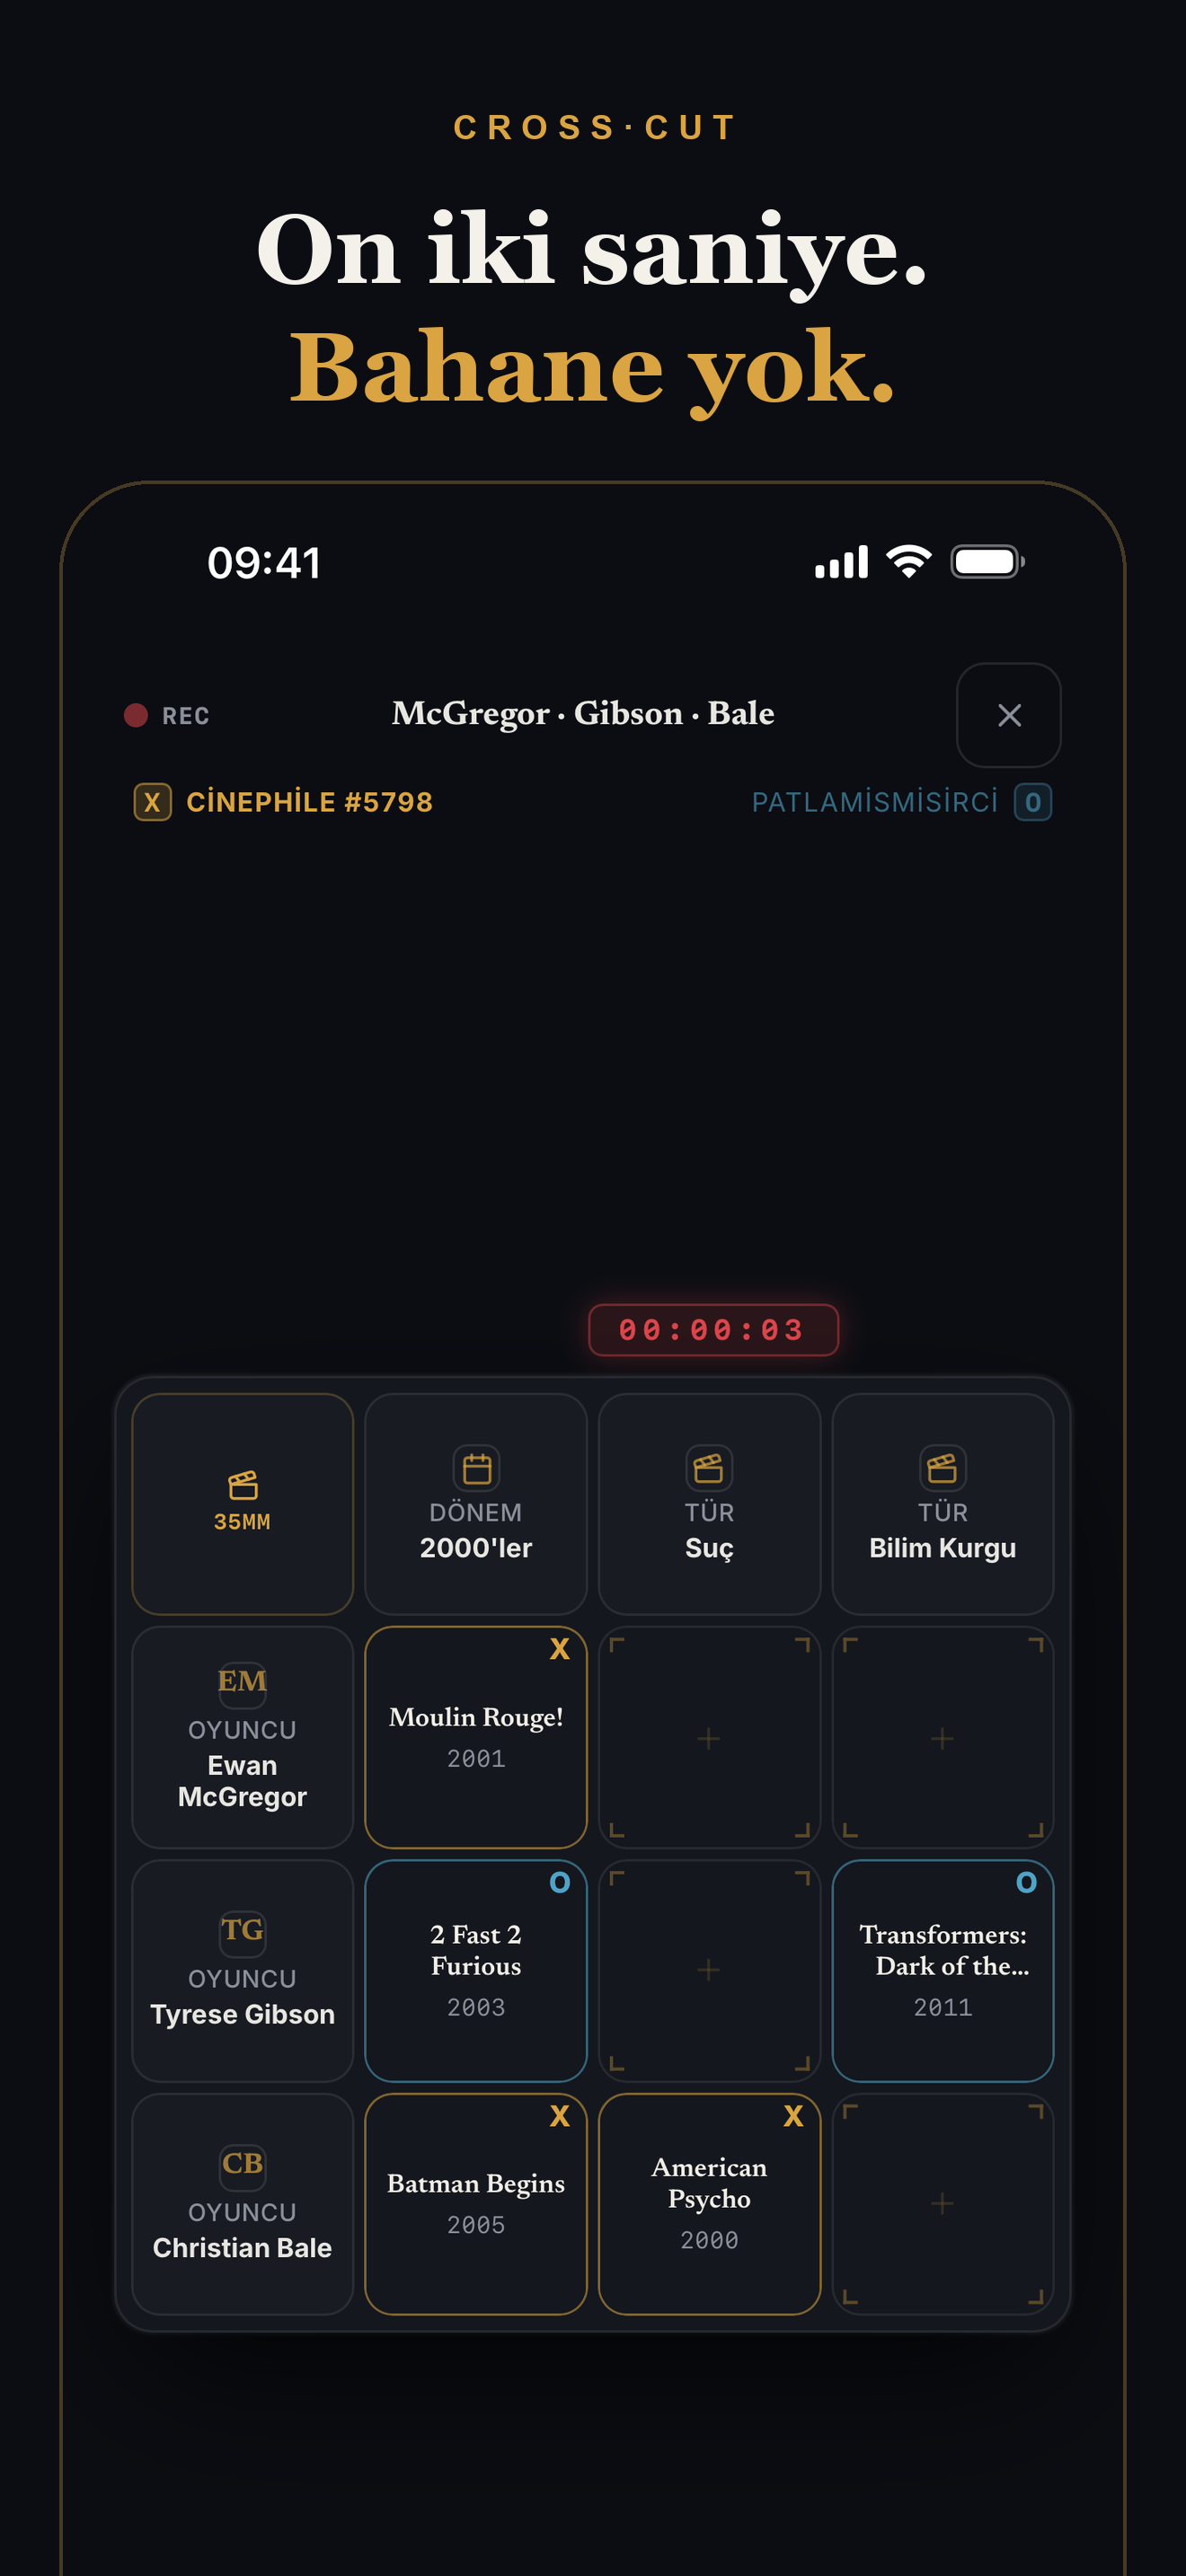 CROSS·CUT
On iki saniye.
Bahane yok.
09:41
REC
McGregor · Gibson · Bale
X CİNEPHİLE #5798
PATLAMİSMİSİRCİ O
00:00:03
35MM
DÖNEM
2000'ler
TÜR
Suç
TÜR
Bilim Kurgu
EM
OYUNCU
Ewan
McGregor
X
Moulin Rouge!
2001
TG
OYUNCU
Tyrese Gibson
O
2 Fast 2
Furious
2003
O
Transformers:
Dark of the...
2011
CB
OYUNCU
Christian Bale
X
Batman Begins
2005
X
American
Psycho
2000